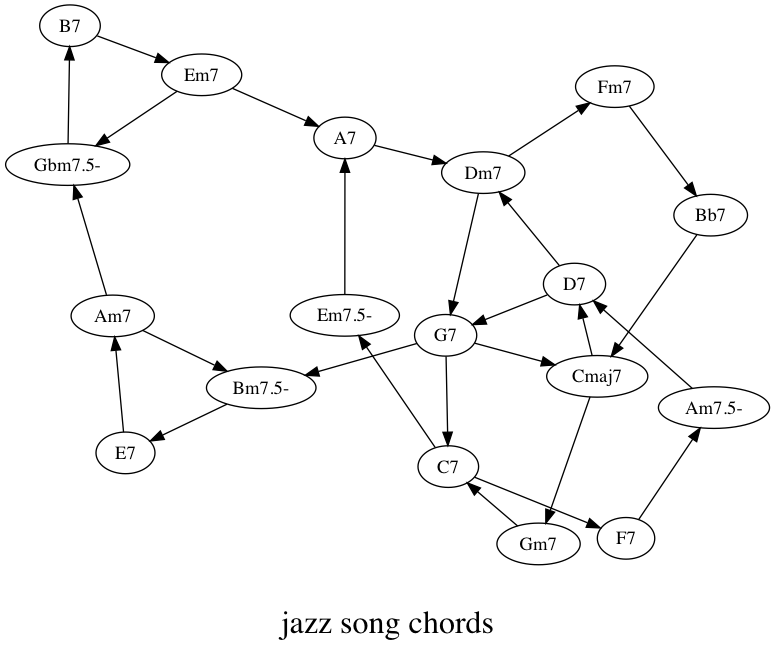 B7
Em7
Fm7
A7
Gbm7.5-
Dm7
Bb7
D7
Am7
Em7.5-
G7
Cmaj7
Bm7.5-
Am7.5-
E7
C7
Gm7
F7
jazz song chords